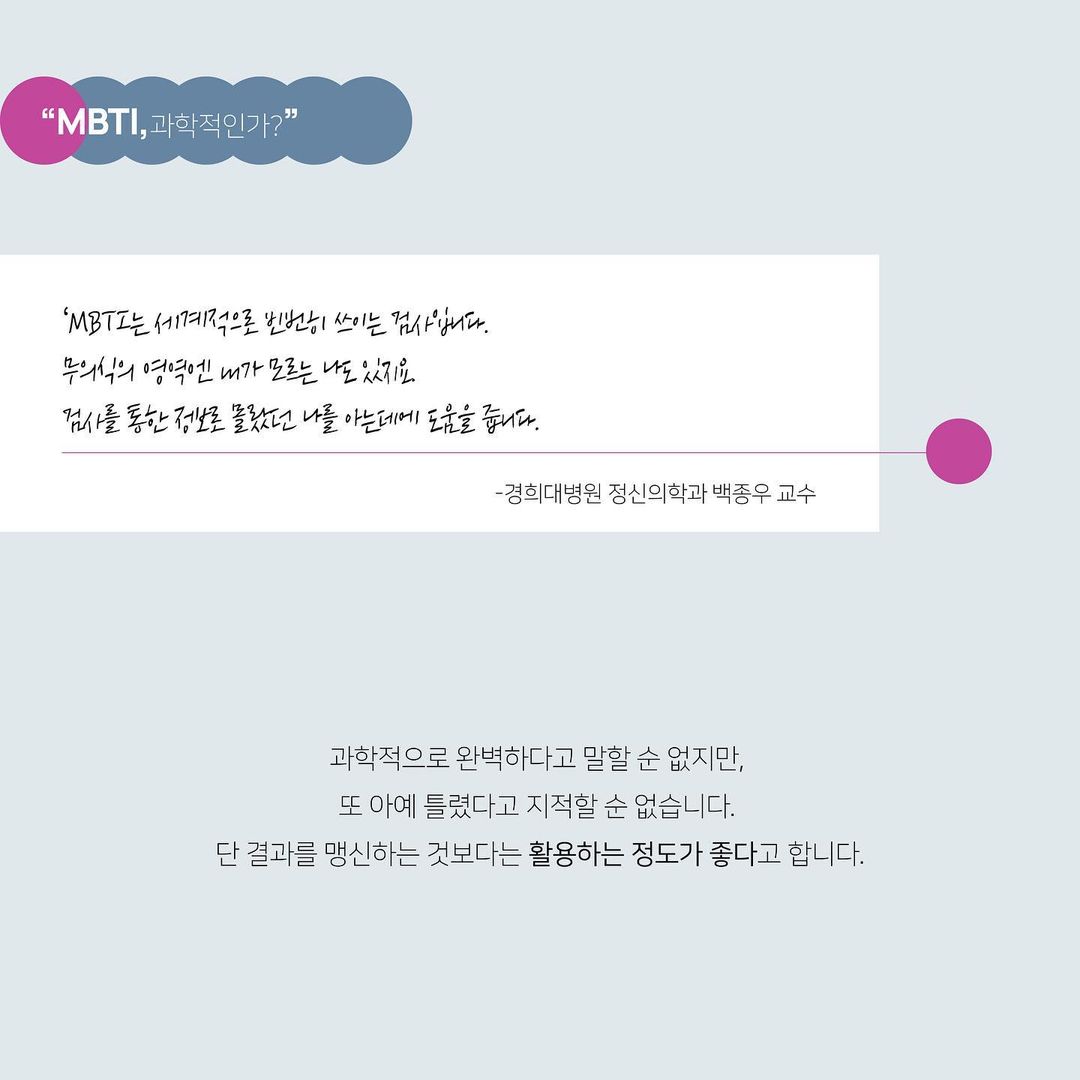 “MBTI,과학적인가?”
‘MBTI는 세계적으로 빈번히 쓰이는 검사입니다.
무의식의 영역엔 내가 모르는 나도 있지요.
검사를 통한 정보로 몰랐던 나를 아는데에 도움을 줍니다.
-경희대병원 정신의학과 백종우 교수
과학적으로 완벽하다고 말할 순 없지만,
또 아예 틀렸다고 지적할 순 없습니다.
단 결과를 맹신하는 것보다는 활용하는 정도가 좋다고 합니다.